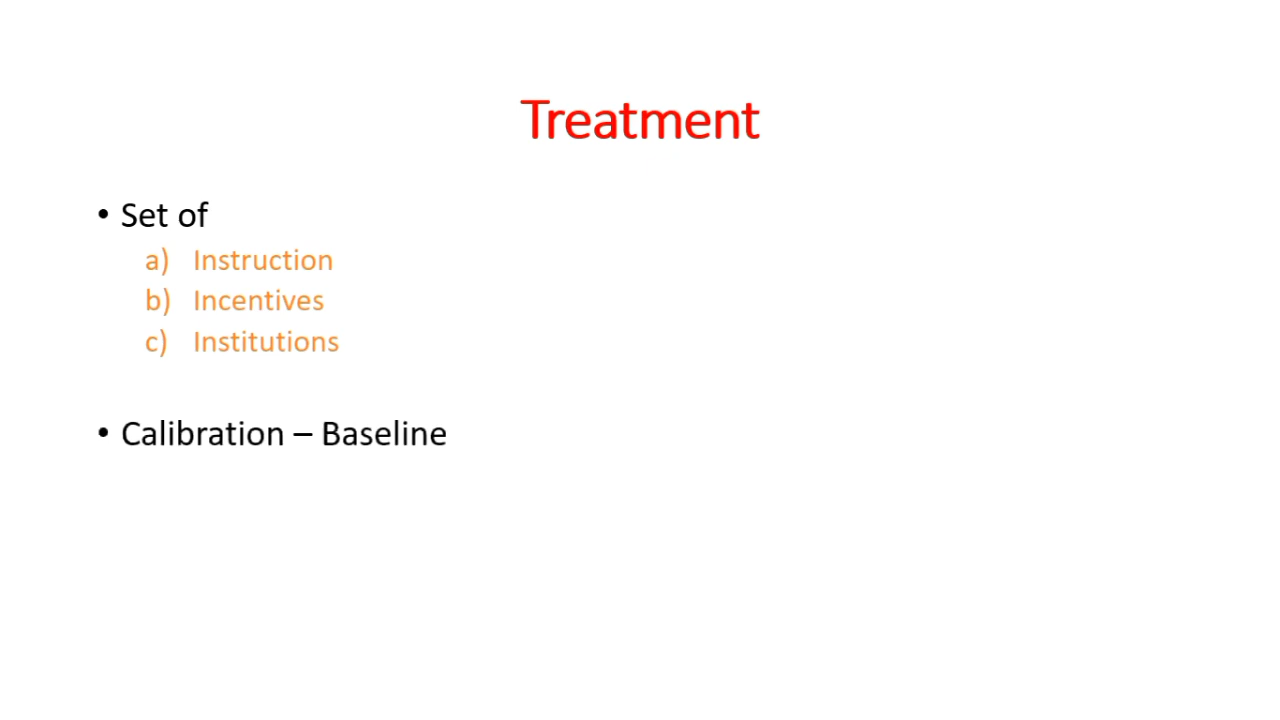 Treatment
• Set of
a) Instruction
b) Incentives
c) Institutions
• Calibration – Baseline